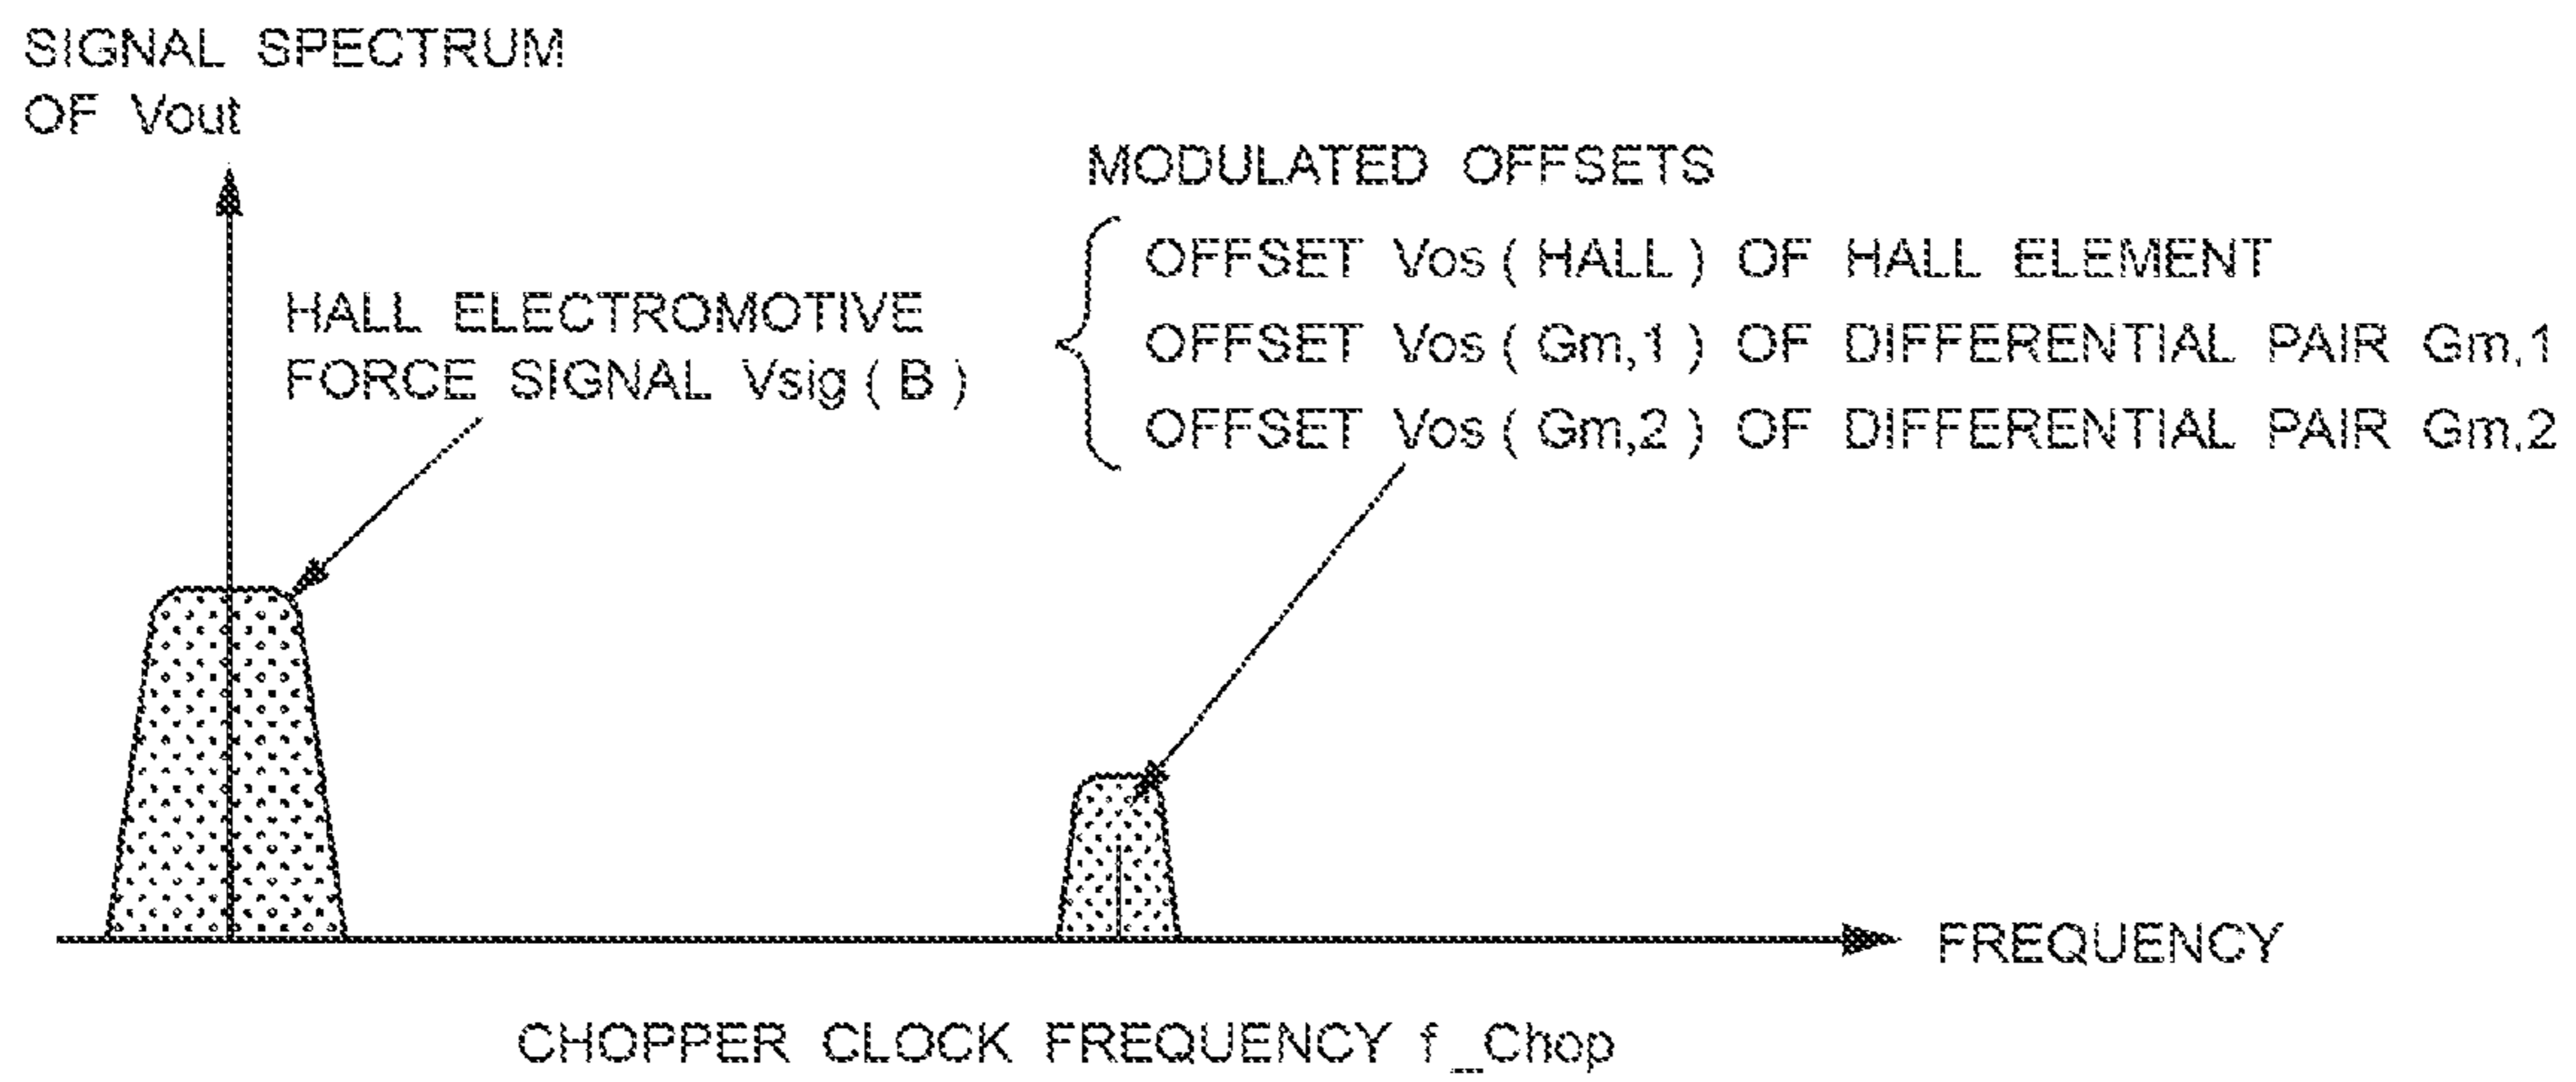 SIGNAL SPECTRUM
OF Vout
MODULATED OFFSETS
OFFSET Vos ( HALL ) OF HALL ELEMENT
OFFSET Vos ( Gm,1 ) OF DIFFERENTIAL PAIR Gm,1
OFFSET Vos ( Gm,2 ) OF DIFFERENTIAL PAIR Gm,2
HALL ELECTROMOTIVE
FORCE SIGNAL Vsig ( B )
FREQUENCY
CHOPPER CLOCK FREQUENCY f_Chop